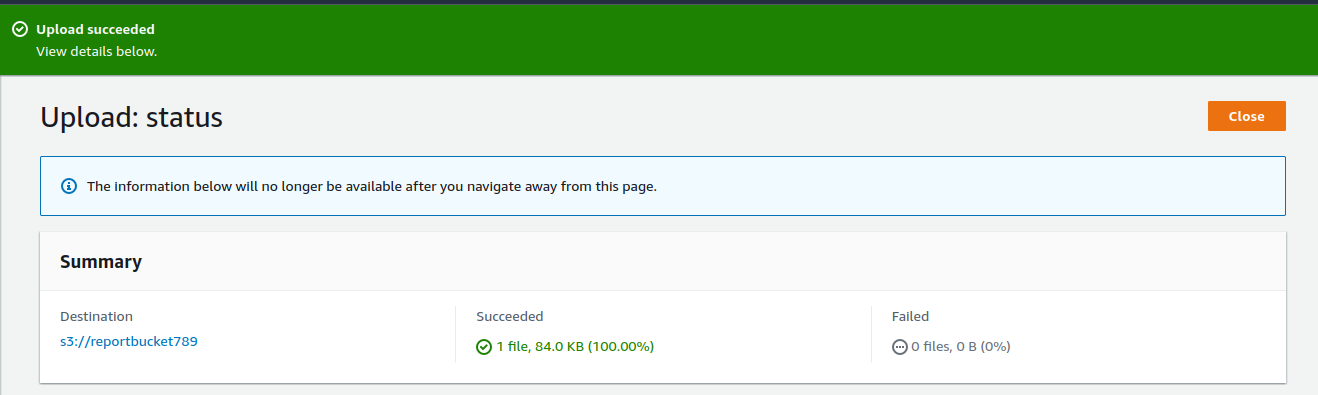 Upload succeeded
View details below.
Upload: status
Close
The information below will no longer be available after you navigate away from this page.
Summary
Destination
s3://reportbucket789
Succeeded
1 file, 84.0 KB (100.00%)
Failed
0 files, 0 B (0%)